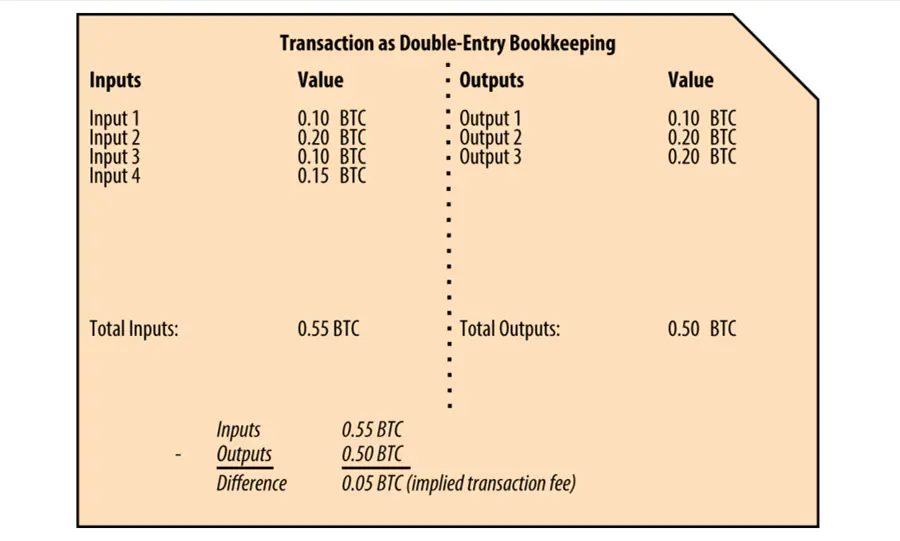 Transaction as Double-Entry Bookkeeping
Inputs Value Outputs Value
Input 1 0.10 BTC Output 1 0.10 BTC
Input 2 0.20 BTC Output 2 0.20 BTC
Input 3 0.10 BTC Output 3 0.20 BTC
Input 4 0.15 BTC
Total Inputs: 0.55 BTC Total Outputs: 0.50 BTC
Inputs 0.55 BTC
- Outputs 0.50 BTC
Difference 0.05 BTC (implied transaction fee)